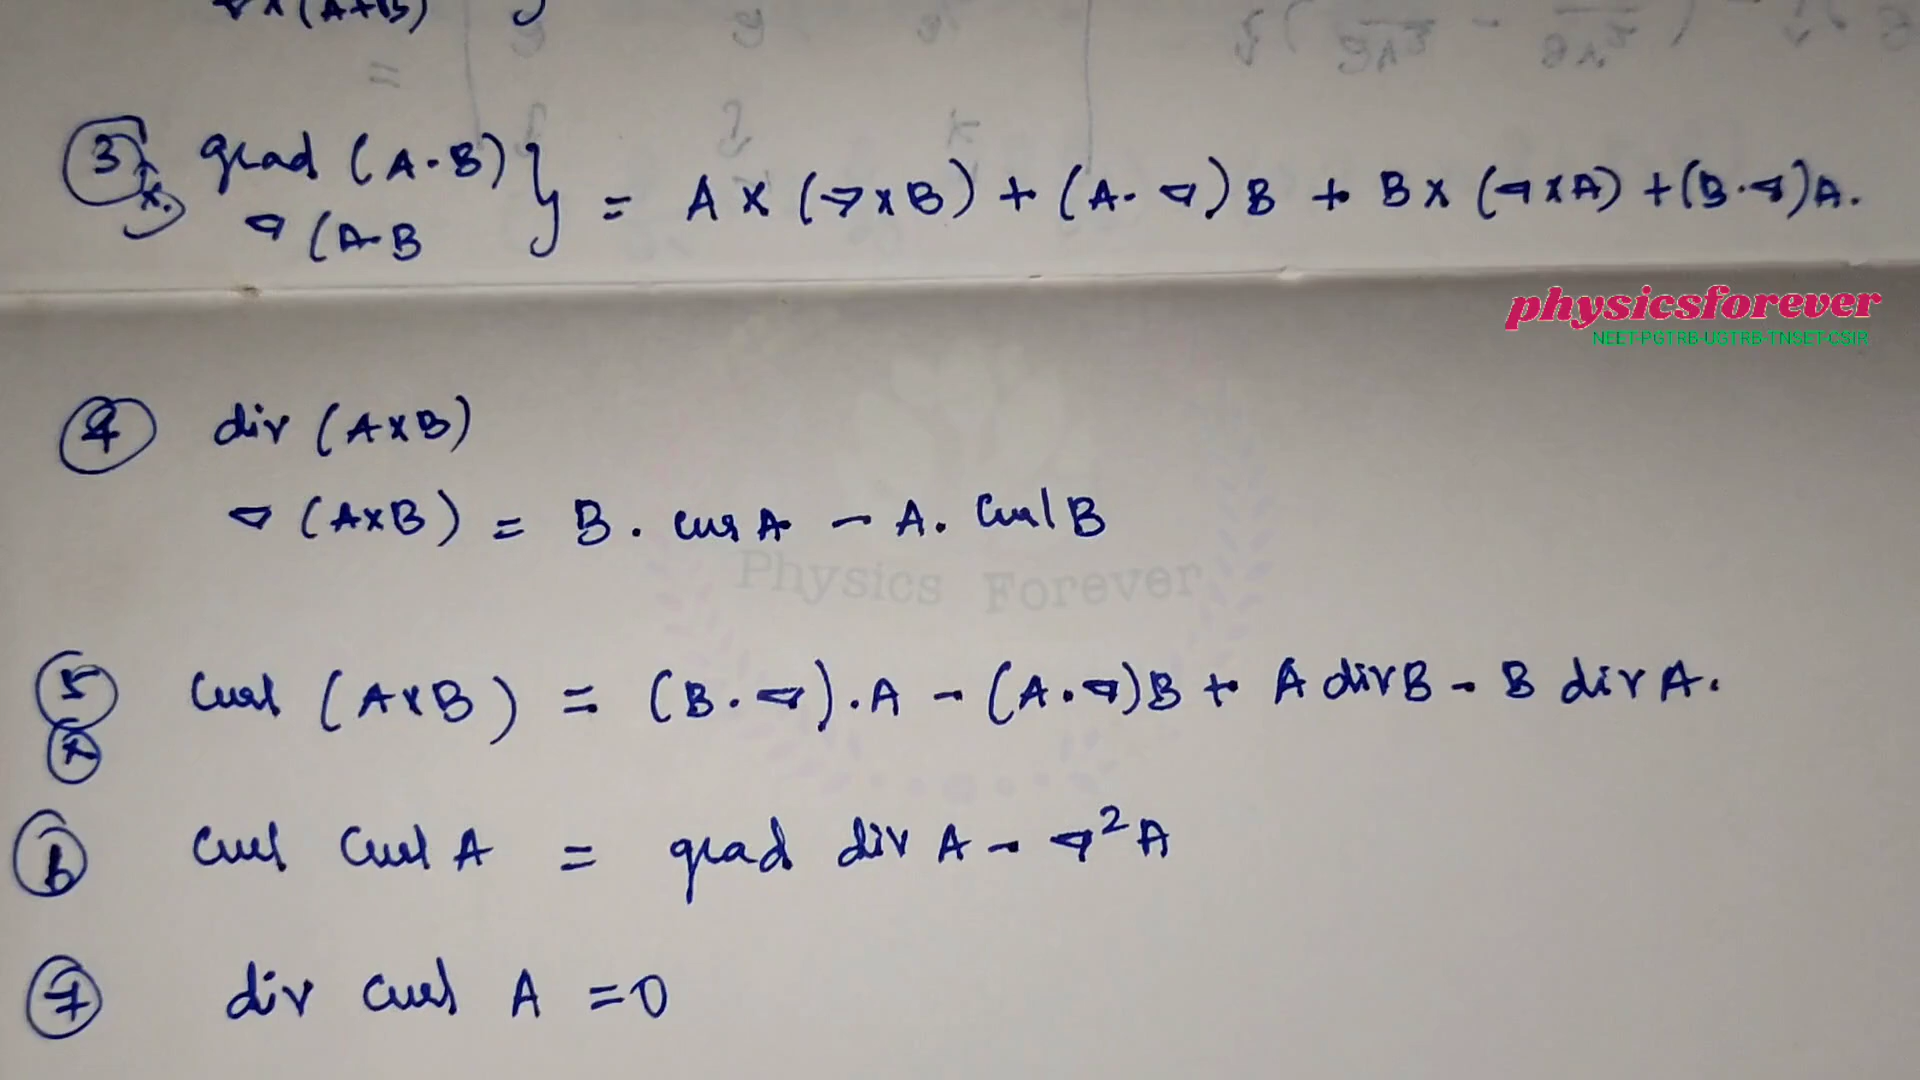 ∇×(A+B)
③ grad (A·B) } = A × (∇×B) + (A·∇)B + B × (∇×A) + (B·∇)A.
∇(A·B
physicsforever
NEET-PGTRB-UGTRB-TNSET-CSIR
④ div (A×B)
∇ (A×B) = B. curl A - A. Curl B
Physics Forever
⑤ Curl (A×B) = (B·∇).A - (A·∇)B + A div B - B div A.
⑥ Curl Curl A = grad div A - ∇²A
⑦ div Curl A = 0